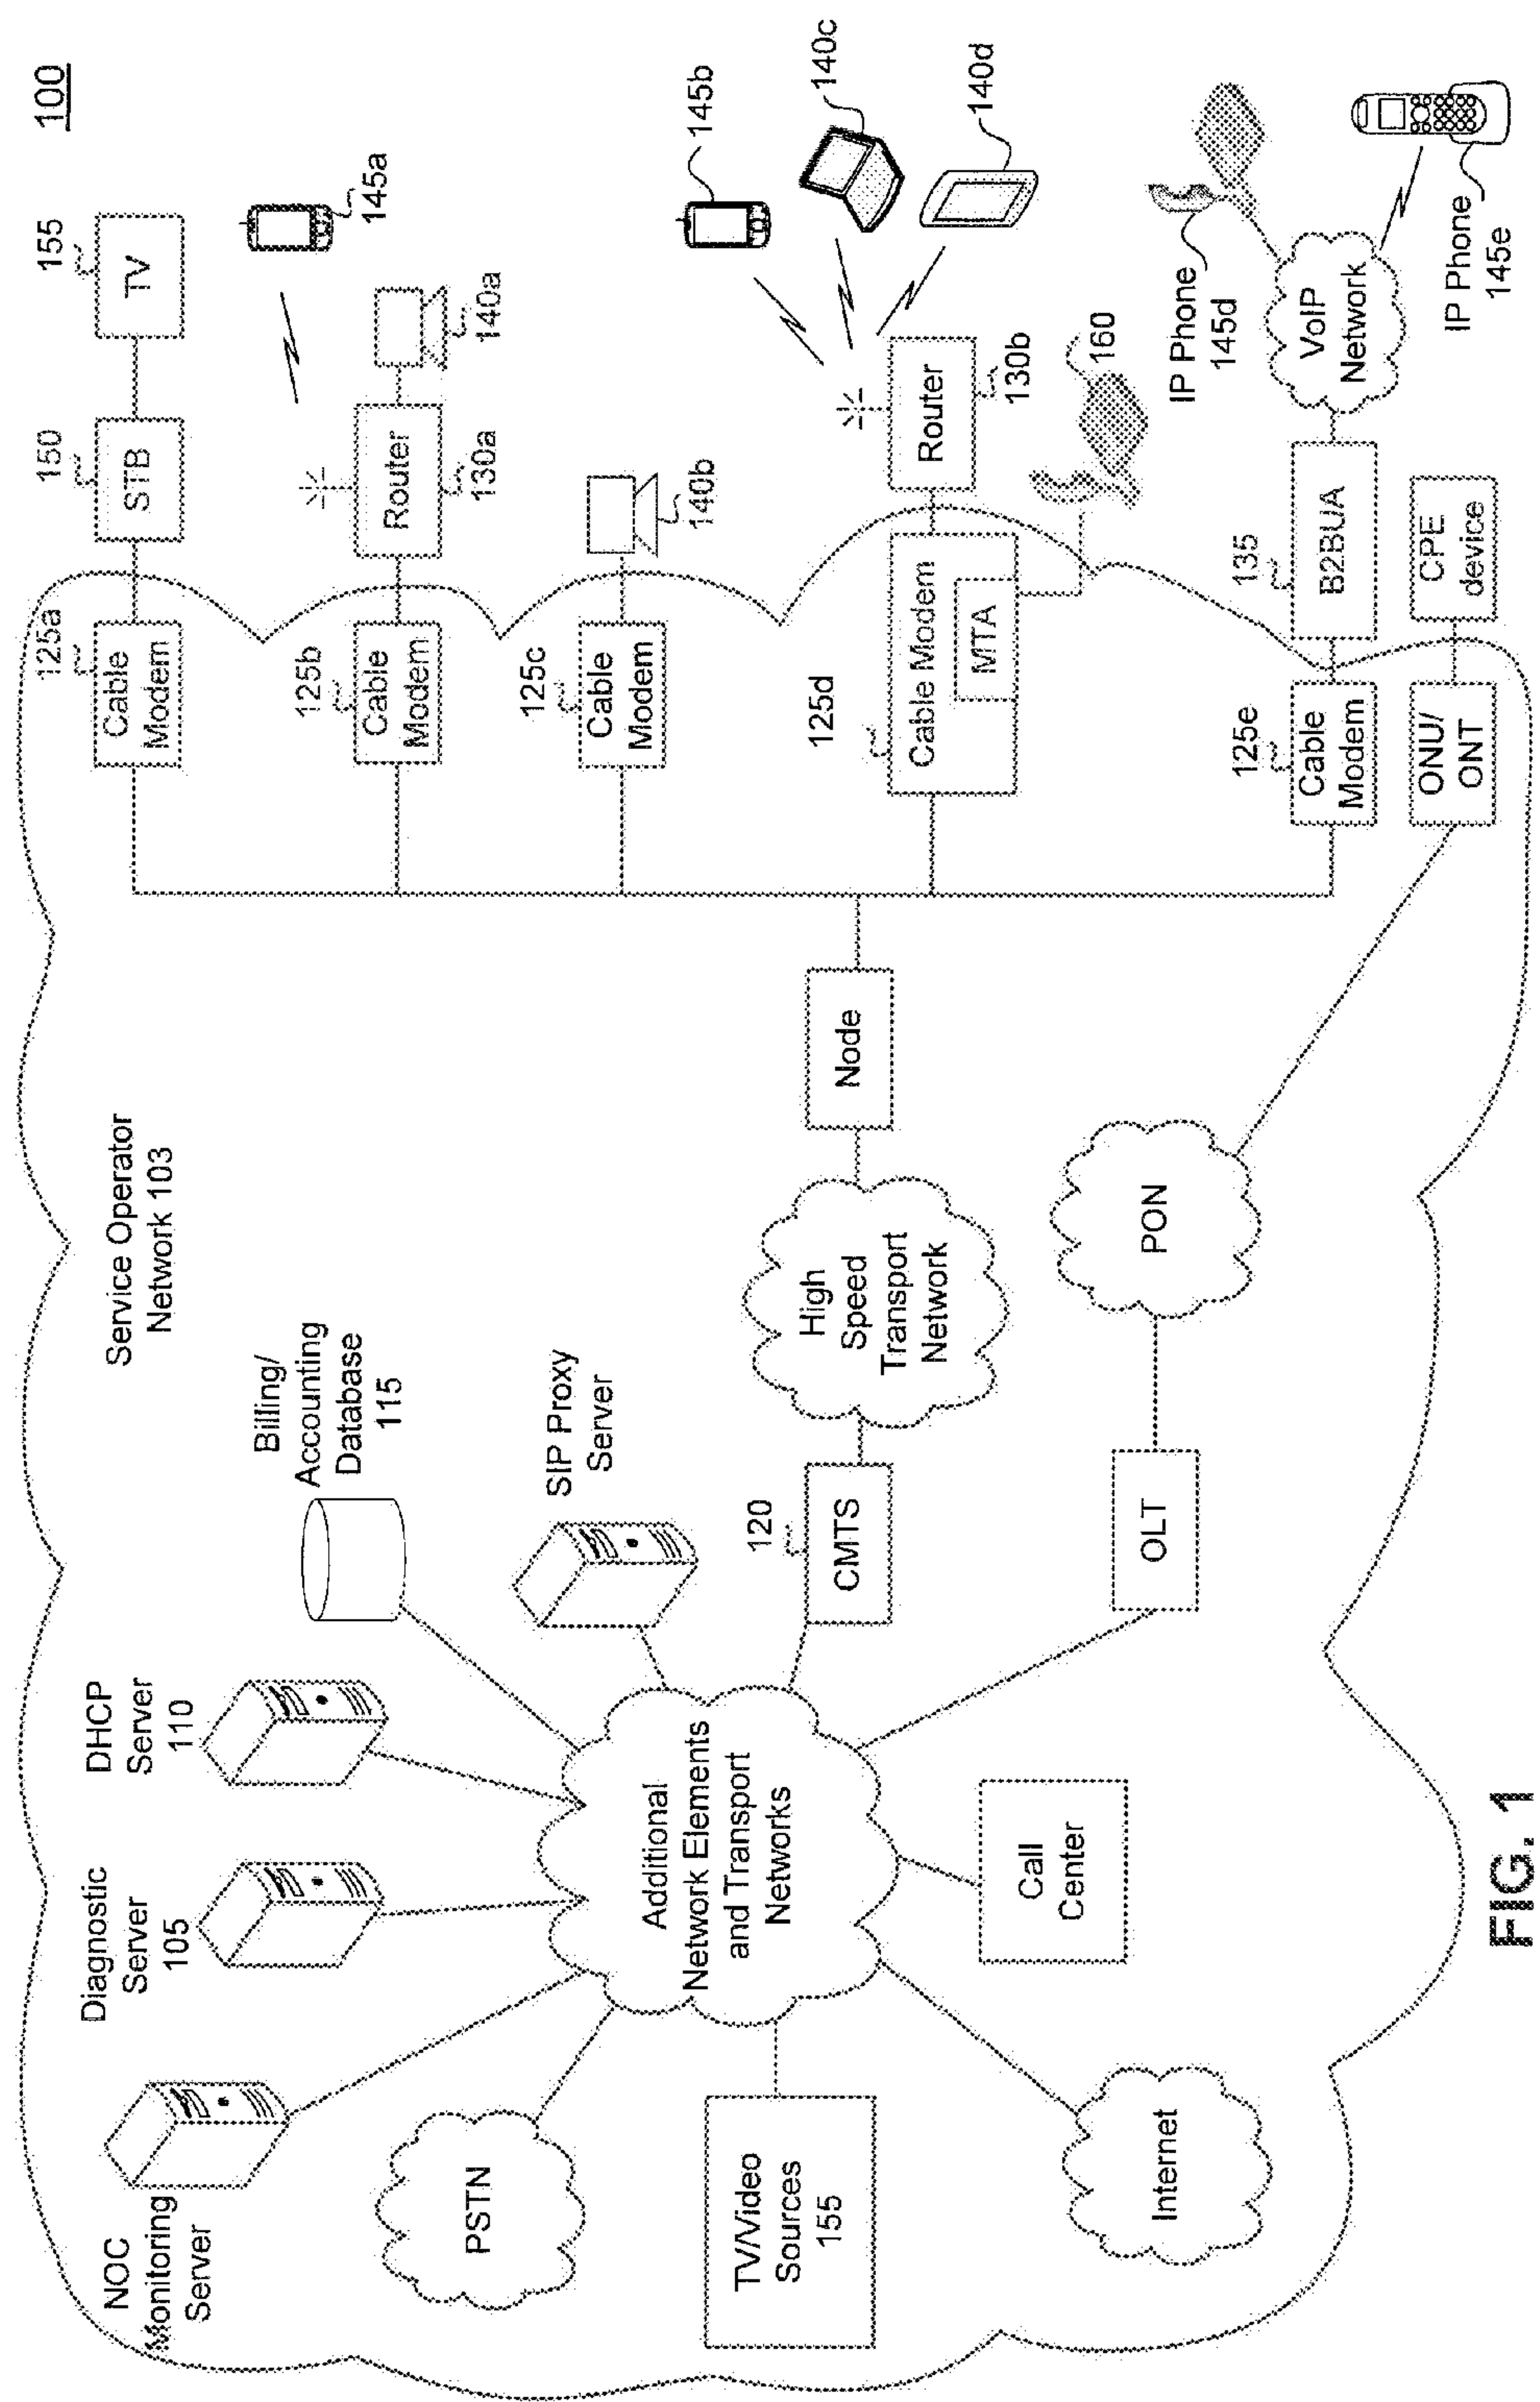 100
Service Operator
Network 103
NOC
Monitoring
Server
Diagnostic
Server
105
DHCP
Server
110
Billing/
Accounting
Database
115
SIP Proxy
Server
PSTN
TV/Video
Sources
155
Internet
Additional
Network Elements
and Transport
Networks
Call
Center
120
CMTS
OLT
High
Speed
Transport
Network
PON
Node
125a
Cable
Modem
150
STB
155
TV
125b
Cable
Modem
Router
130a
140a
145a
125c
Cable
Modem
140b
125d
Cable Modem
MTA
Router
130b
160
145b
140c
140d
125e
Cable
Modem
135
B2BUA
VoIP
Network
IP Phone
145d
IP Phone
145e
ONU/
ONT
CPE
device
FIG. 1